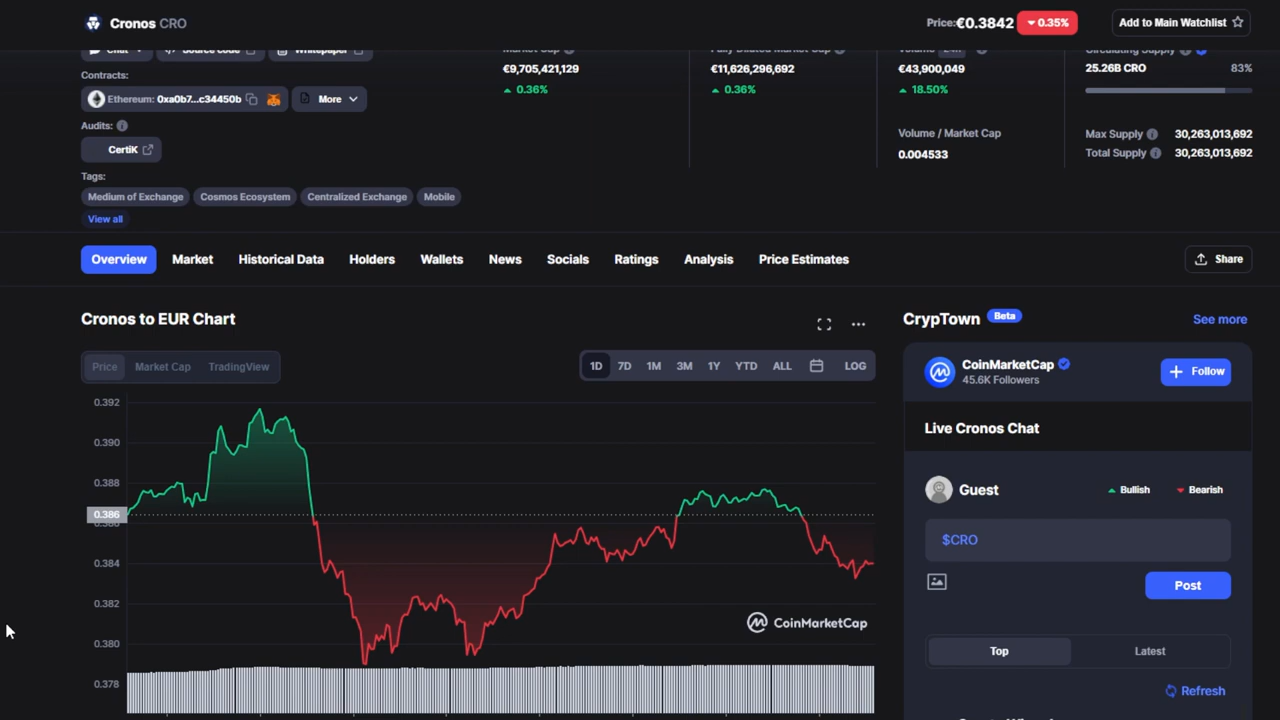 Cronos CRO
Price: €0.3842 0.35%
Add to Main Watchlist
Chat
Source code
Whitepaper
Market Cap
Fully Diluted Market Cap
Volume 24h
Circulating Supply
Contracts:
€9,705,421,129
€11,626,296,692
€43,900,049
25.26B CRO 83%
0.36%
0.36%
18.50%
Ethereum: 0xa0b7...c34450b
More
Audits:
Volume / Market Cap
Max Supply 30,263,013,692
CertiK
0.004533
Total Supply 30,263,013,692
Tags:
Medium of Exchange
Cosmos Ecosystem
Centralized Exchange
Mobile
View all
Overview
Market
Historical Data
Holders
Wallets
News
Socials
Ratings
Analysis
Price Estimates
Share
Cronos to EUR Chart
CrypTown Beta
See more
Price
Market Cap
TradingView
1D
7D
1M
3M
1Y
YTD
ALL
LOG
CoinMarketCap
45.6K Followers
+ Follow
0.392
0.390
0.388
0.386
0.386
0.384
0.382
0.380
0.378
CoinMarketCap
Live Cronos Chat
Guest
Bullish
Bearish
$CRO
Post
Top
Latest
Refresh